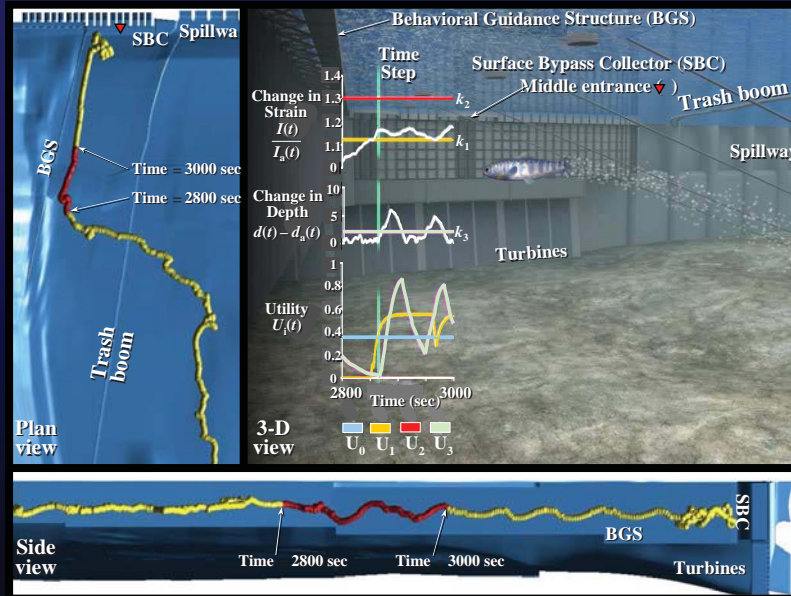 SBC
Spillwa
BGS
Time = 3000 sec
Time = 2800 sec
Trash
boom
Plan
view
Behavioral Guidance Structure (BGS)
Time
Step
Surface Bypass Collector (SBC)
Middle entrance ( )
Trash boom
Spillway
Turbines
Change in
Strain
I(t)
Iₐ(t)
1.4
1.3
1.2
1.1
0
k₂
k₁
Change in
Depth
d(t) – dₐ(t)
10
5
0
k₃
Utility
Uᵢ(t)
1
0.8
0.6
0.4
0.2
0
2800
3000
Time (sec)
U₀ U₁ U₂ U₃
3-D
view
Side
view
Time 2800 sec
Time 3000 sec
BGS
SBC
Turbines